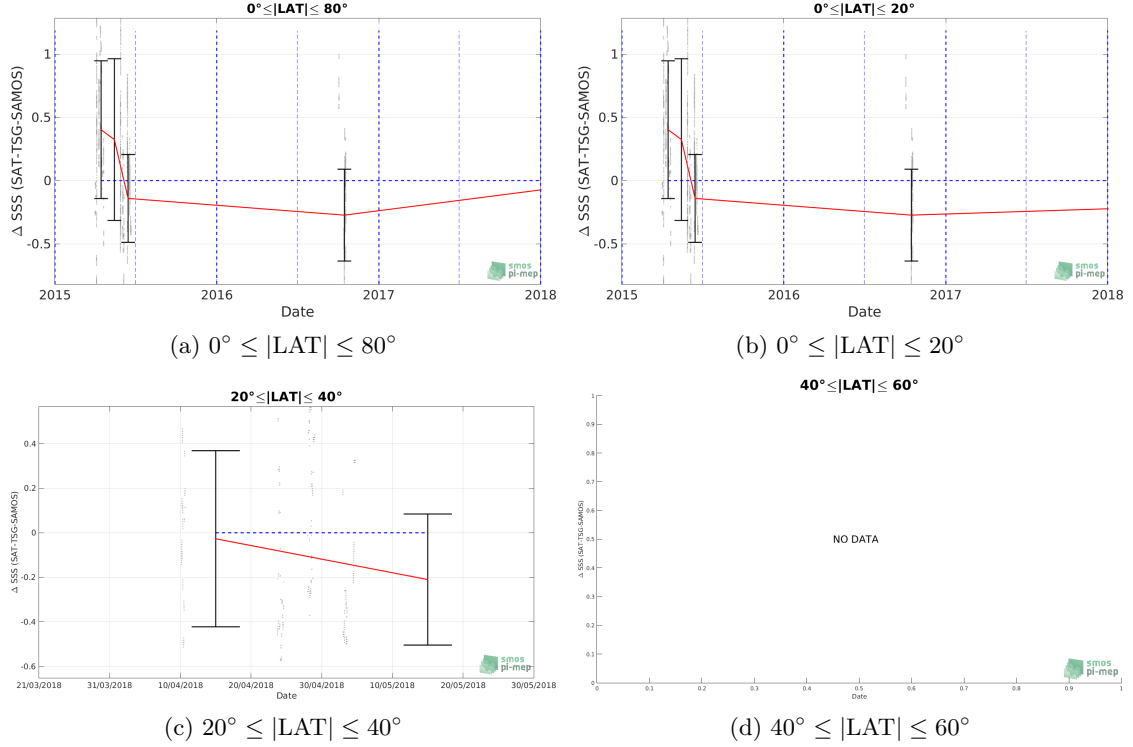 0°≤|LAT|≤ 80°
Δ SSS (SAT-TSG-SAMOS)
1
0.5
0
-0.5
2015
2016
2017
2018
Date
smos
pi-mep
(a) 0° ≤ |LAT| ≤ 80°
0°≤|LAT|≤ 20°
Δ SSS (SAT-TSG-SAMOS)
1
0.5
0
-0.5
2015
2016
2017
2018
Date
smos
pi-mep
(b) 0° ≤ |LAT| ≤ 20°
20°≤|LAT|≤ 40°
Δ SSS (SAT-TSG-SAMOS)
0.4
0.2
0
-0.2
-0.4
-0.6
21/03/2018
31/03/2018
10/04/2018
20/04/2018
30/04/2018
10/05/2018
20/05/2018
30/05/2018
Date
smos
pi-mep
(c) 20° ≤ |LAT| ≤ 40°
40°≤|LAT|≤ 60°
Δ SSS (SAT-TSG-SAMOS)
1
0.9
0.8
0.7
0.6
0.5
0.4
0.3
0.2
0.1
0
NO DATA
0
0.1
0.2
0.3
0.4
0.5
0.6
0.7
0.8
0.9
1
Date
smos
pi-mep
(d) 40° ≤ |LAT| ≤ 60°